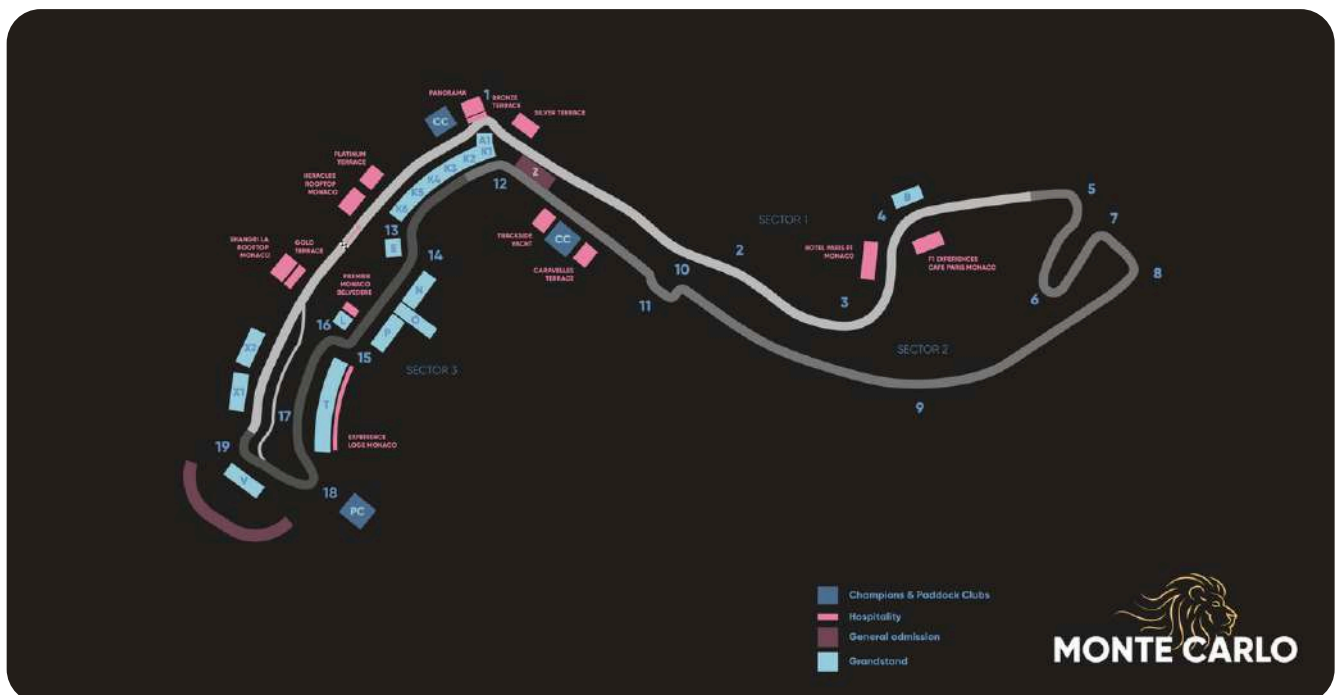 PANORAMA
1
BRONZE
TERRACE
SILVER TERRACE
CC
A1
K1
K2
K3
K4
K5
K6
PLATINUM
TERRACE
HERACLES
ROOFTOP
MONACO
Z
12
5
B
4
7
SECTOR 1
13
TRACKSIDE
YACHT
CC
SHANGRI LA
ROOFTOP
MONACO
GOLD
TERRACE
14
2
HOTEL PARIS F1
MONACO
F1 EXPERIENCES
CAFE PARIS MONACO
CARAVELLES
TERRACE
10
8
PREMIER
MONACO
BELVEDERE
N
11
3
6
16
L
O
P
X2
15
SECTOR 3
SECTOR 2
X1
T
9
17
19
EXPERIENCE
LOGE MONACO
V
18
PC
Champions & Paddock Clubs
Hospitality
General admission
Grandstand
MONTE CARLO